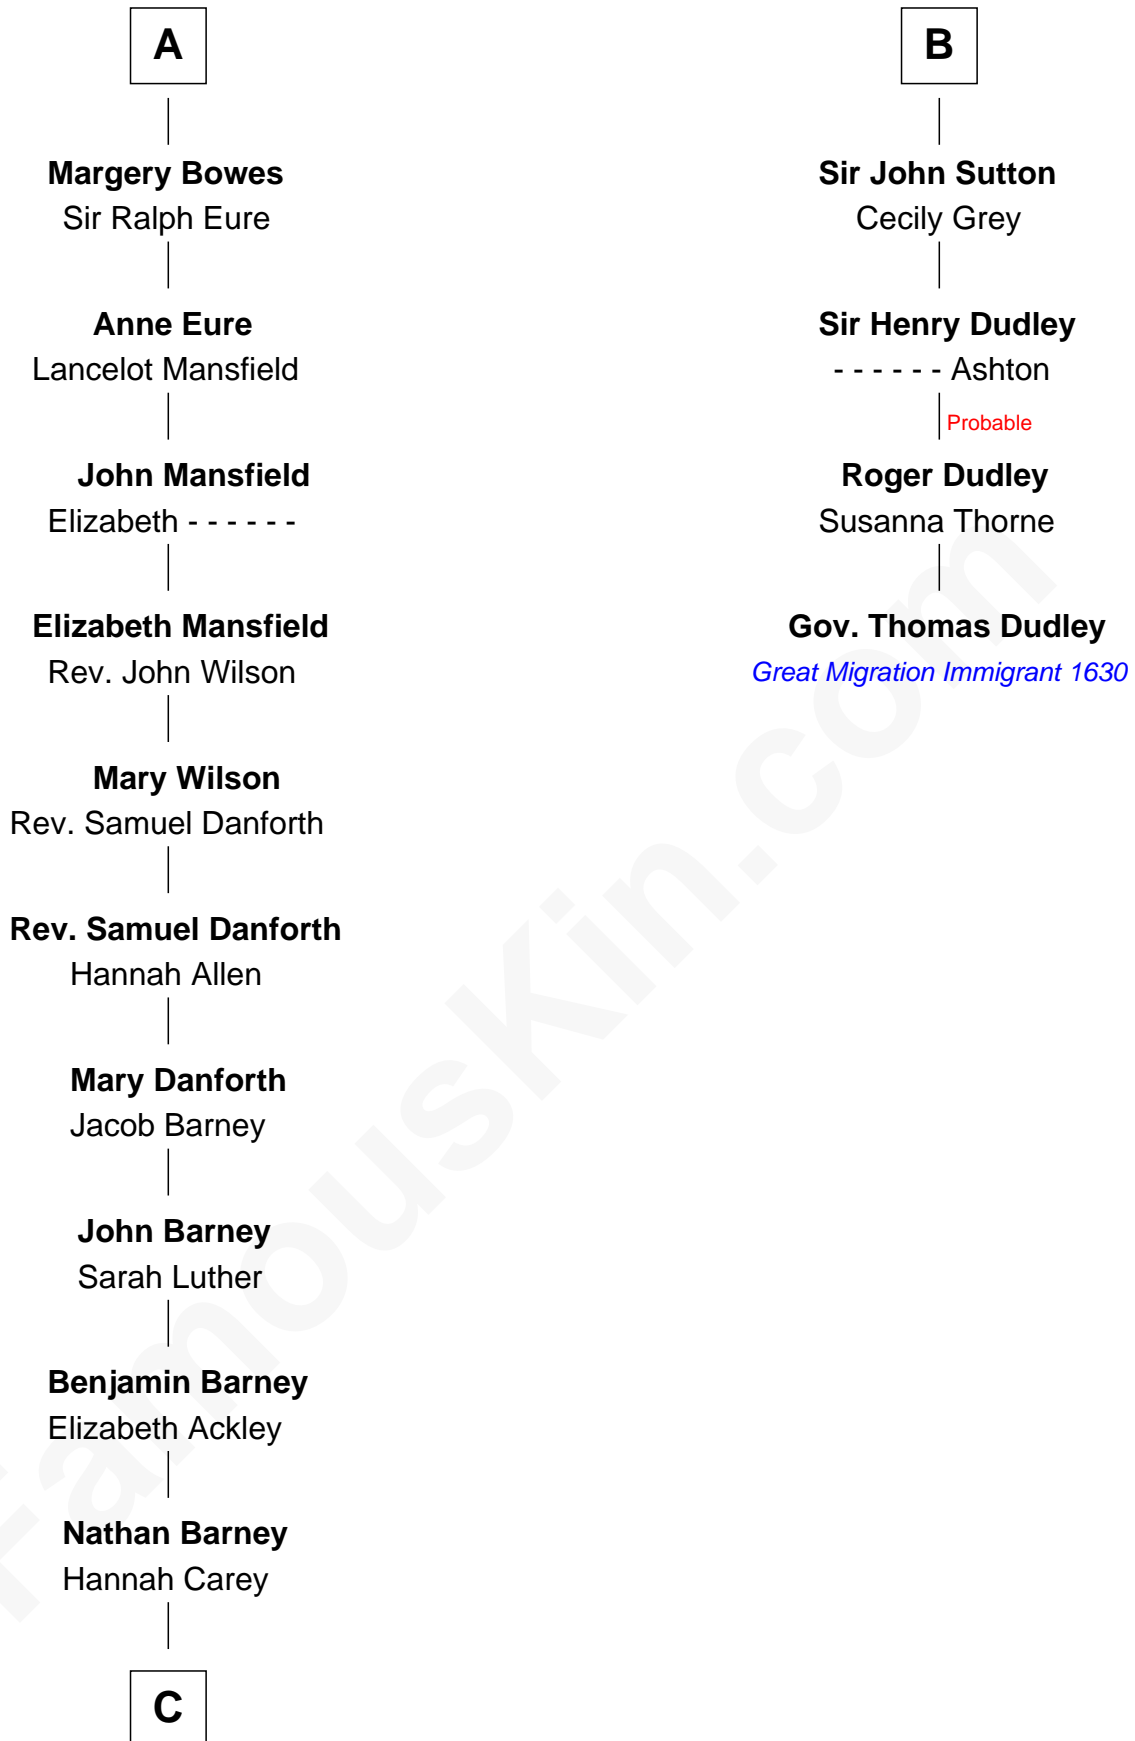 A
Margery Bowes
Sir Ralph Eure
Anne Eure
Lancelot Mansfield
John Mansfield
Elizabeth - - - - - -
Elizabeth Mansfield
Rev. John Wilson
Mary Wilson
Rev. Samuel Danforth
Rev. Samuel Danforth
Hannah Allen
Mary Danforth
Jacob Barney
John Barney
Sarah Luther
Benjamin Barney
Elizabeth Ackley
Nathan Barney
Hannah Carey
C
B
Sir John Sutton
Cecily Grey
Sir Henry Dudley
- - - - - - Ashton
Probable
Roger Dudley
Susanna Thorne
Gov. Thomas Dudley
Great Migration Immigrant 1630
FamousKin.com